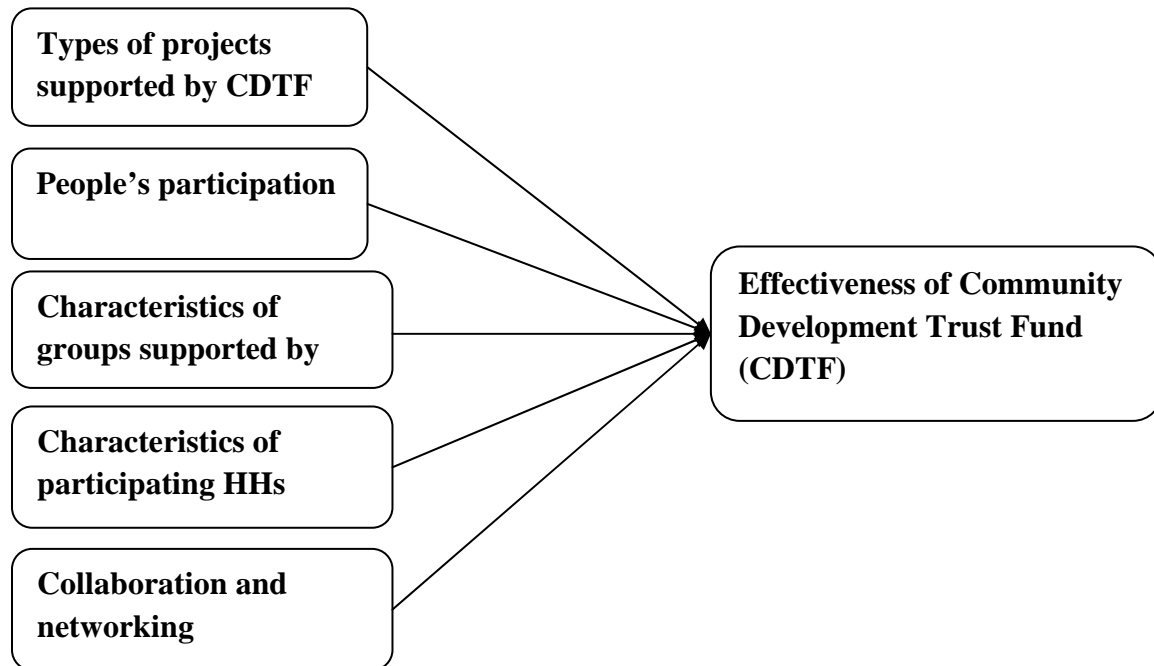 Types of projects
supported by CDTF
People’s participation
Characteristics of
groups supported by
Characteristics of
participating HHs
Collaboration and
networking
Effectiveness of Community
Development Trust Fund
(CDTF)